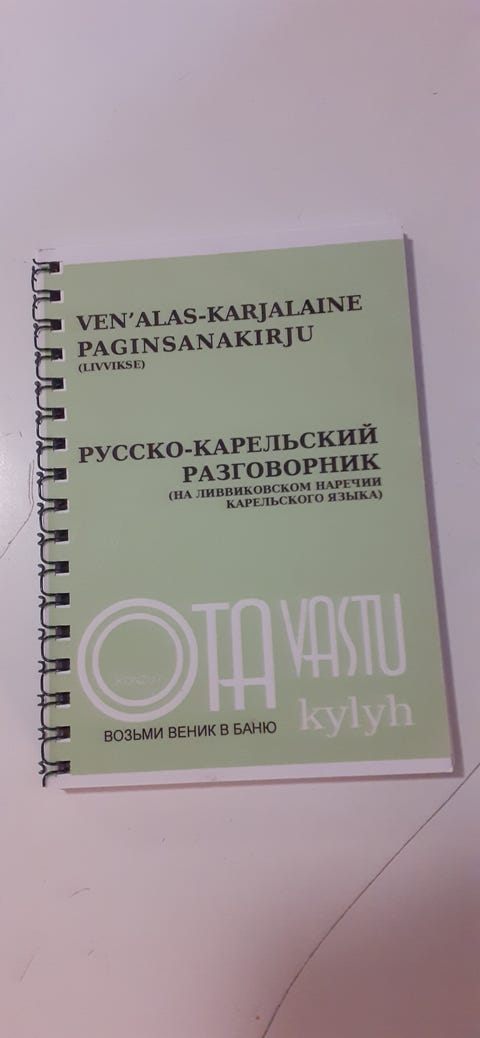 VEN'ALAS-KARJALAINE
PAGINSANAKIRJU
(LIVVIKSE)
РУССКО-КАРЕЛЬСКИЙ
РАЗГОВОРНИК
(НА ЛИВВИКОВСКОМ НАРЕЧИИ
КАРЕЛЬСКОГО ЯЗЫКА)
OTA VASTU
kylyh
ВОЗЬМИ ВЕНИК В БАНЮ